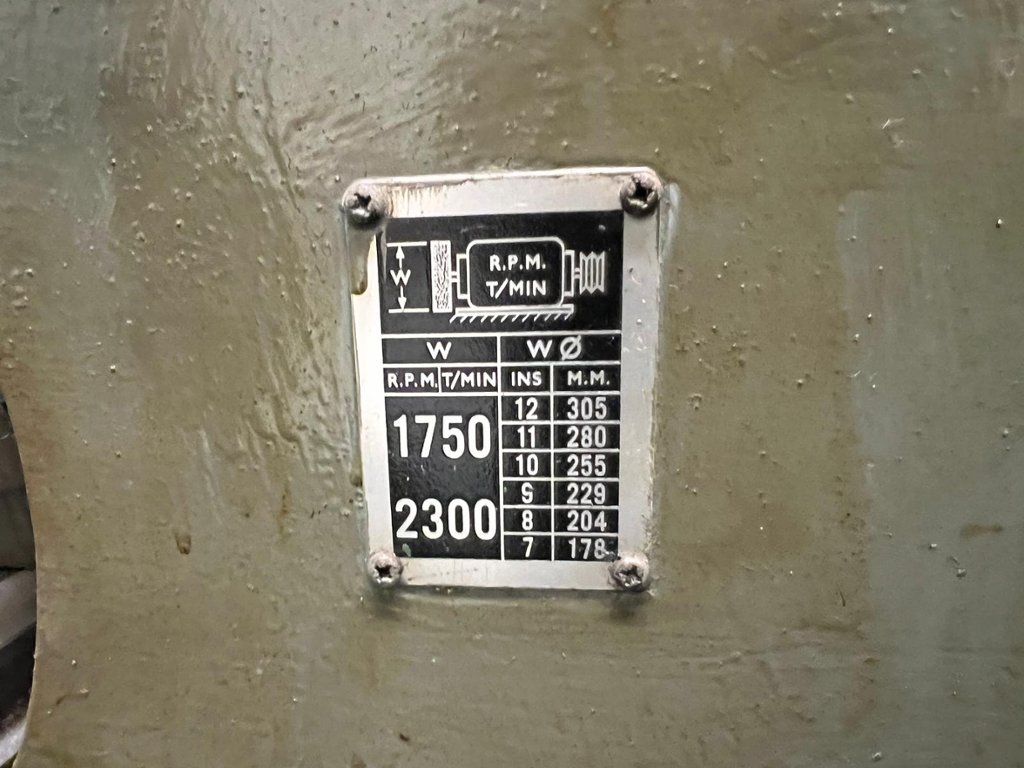 W
R.P.M.
T/MIN
W W Ø
R.P.M. T/MIN INS M.M.
12 305
1750 11 280
10 255
9 229
2300 8 204
7 178